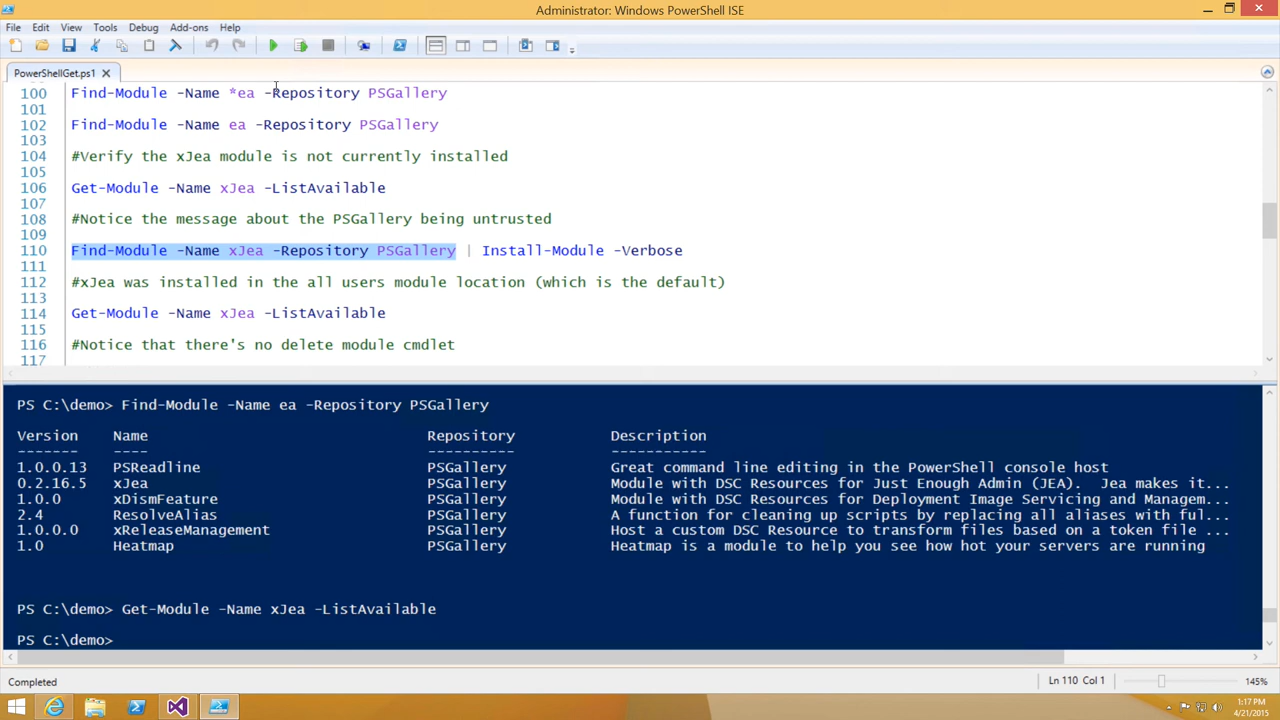 Administrator: Windows PowerShell ISE
File Edit View Tools Debug Add-ons Help
PowerShellGet.ps1
100 Find-Module -Name *ea -Repository PSGallery
101
102 Find-Module -Name ea -Repository PSGallery
103
104 #Verify the xJea module is not currently installed
105
106 Get-Module -Name xJea -ListAvailable
107
108 #Notice the message about the PSGallery being untrusted
109
110 Find-Module -Name xJea -Repository PSGallery | Install-Module -Verbose
111
112 #xJea was installed in the all users module location (which is the default)
113
114 Get-Module -Name xJea -ListAvailable
115
116 #Notice that there's no delete module cmdlet
117
PS C:\demo> Find-Module -Name ea -Repository PSGallery
Version Name Repository Description
------- ---- ---------- -----------
1.0.0.13 PSReadline PSGallery Great command line editing in the PowerShell console host
0.2.16.5 xJea PSGallery Module with DSC Resources for Just Enough Admin (JEA). Jea makes it...
1.0.0 xDismFeature PSGallery Module with DSC Resources for Deployment Image Servicing and Managem...
2.4 ResolveAlias PSGallery A function for cleaning up scripts by replacing all aliases with ful...
1.0.0.0 xReleaseManagement PSGallery Host a custom DSC Resource to transform files based on a token file ...
1.0 Heatmap PSGallery Heatmap is a module to help you see how hot your servers are running
PS C:\demo> Get-Module -Name xJea -ListAvailable
PS C:\demo>
Completed Ln 110 Col 1 145%
1:17 PM
4/21/2015